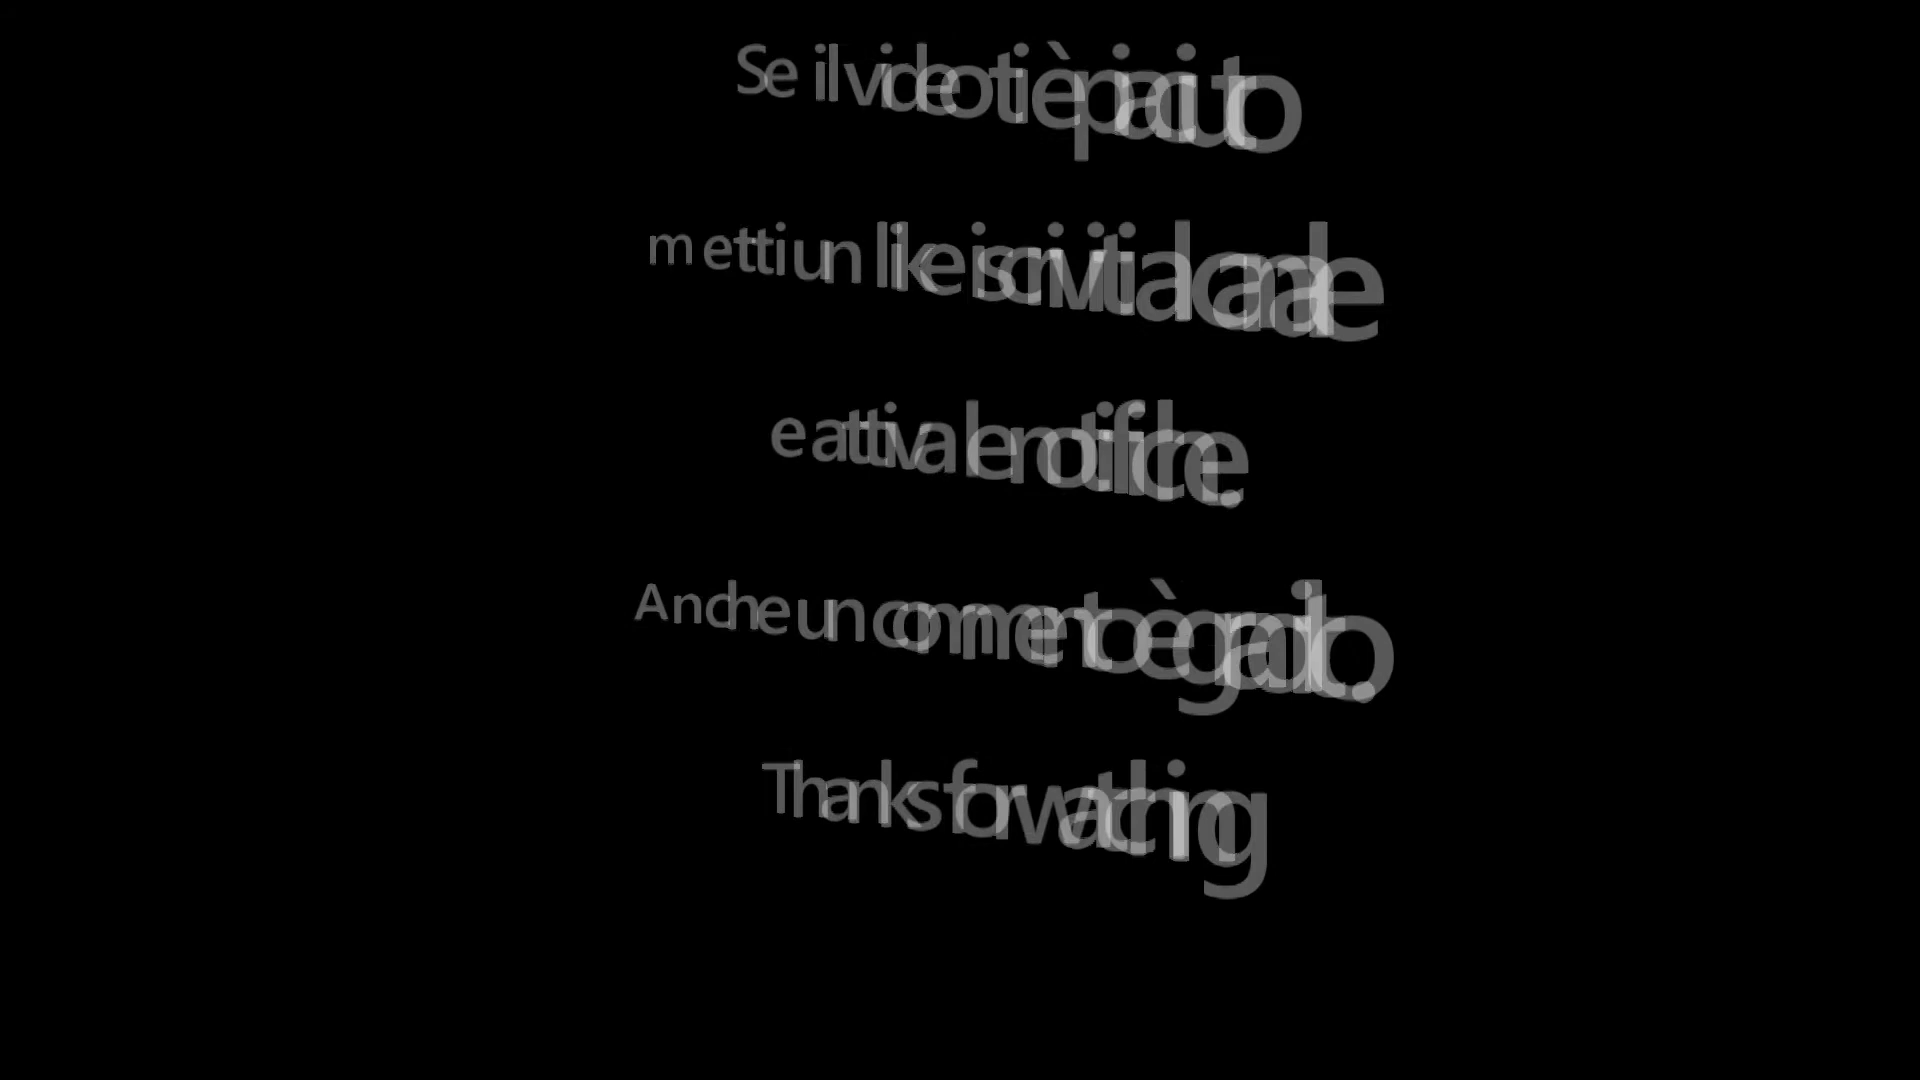 Se il video ti è piaciuto
metti un like iscriviti al canale
e attiva le notifiche.
Anche un commento è gradito.
Thanks for watching